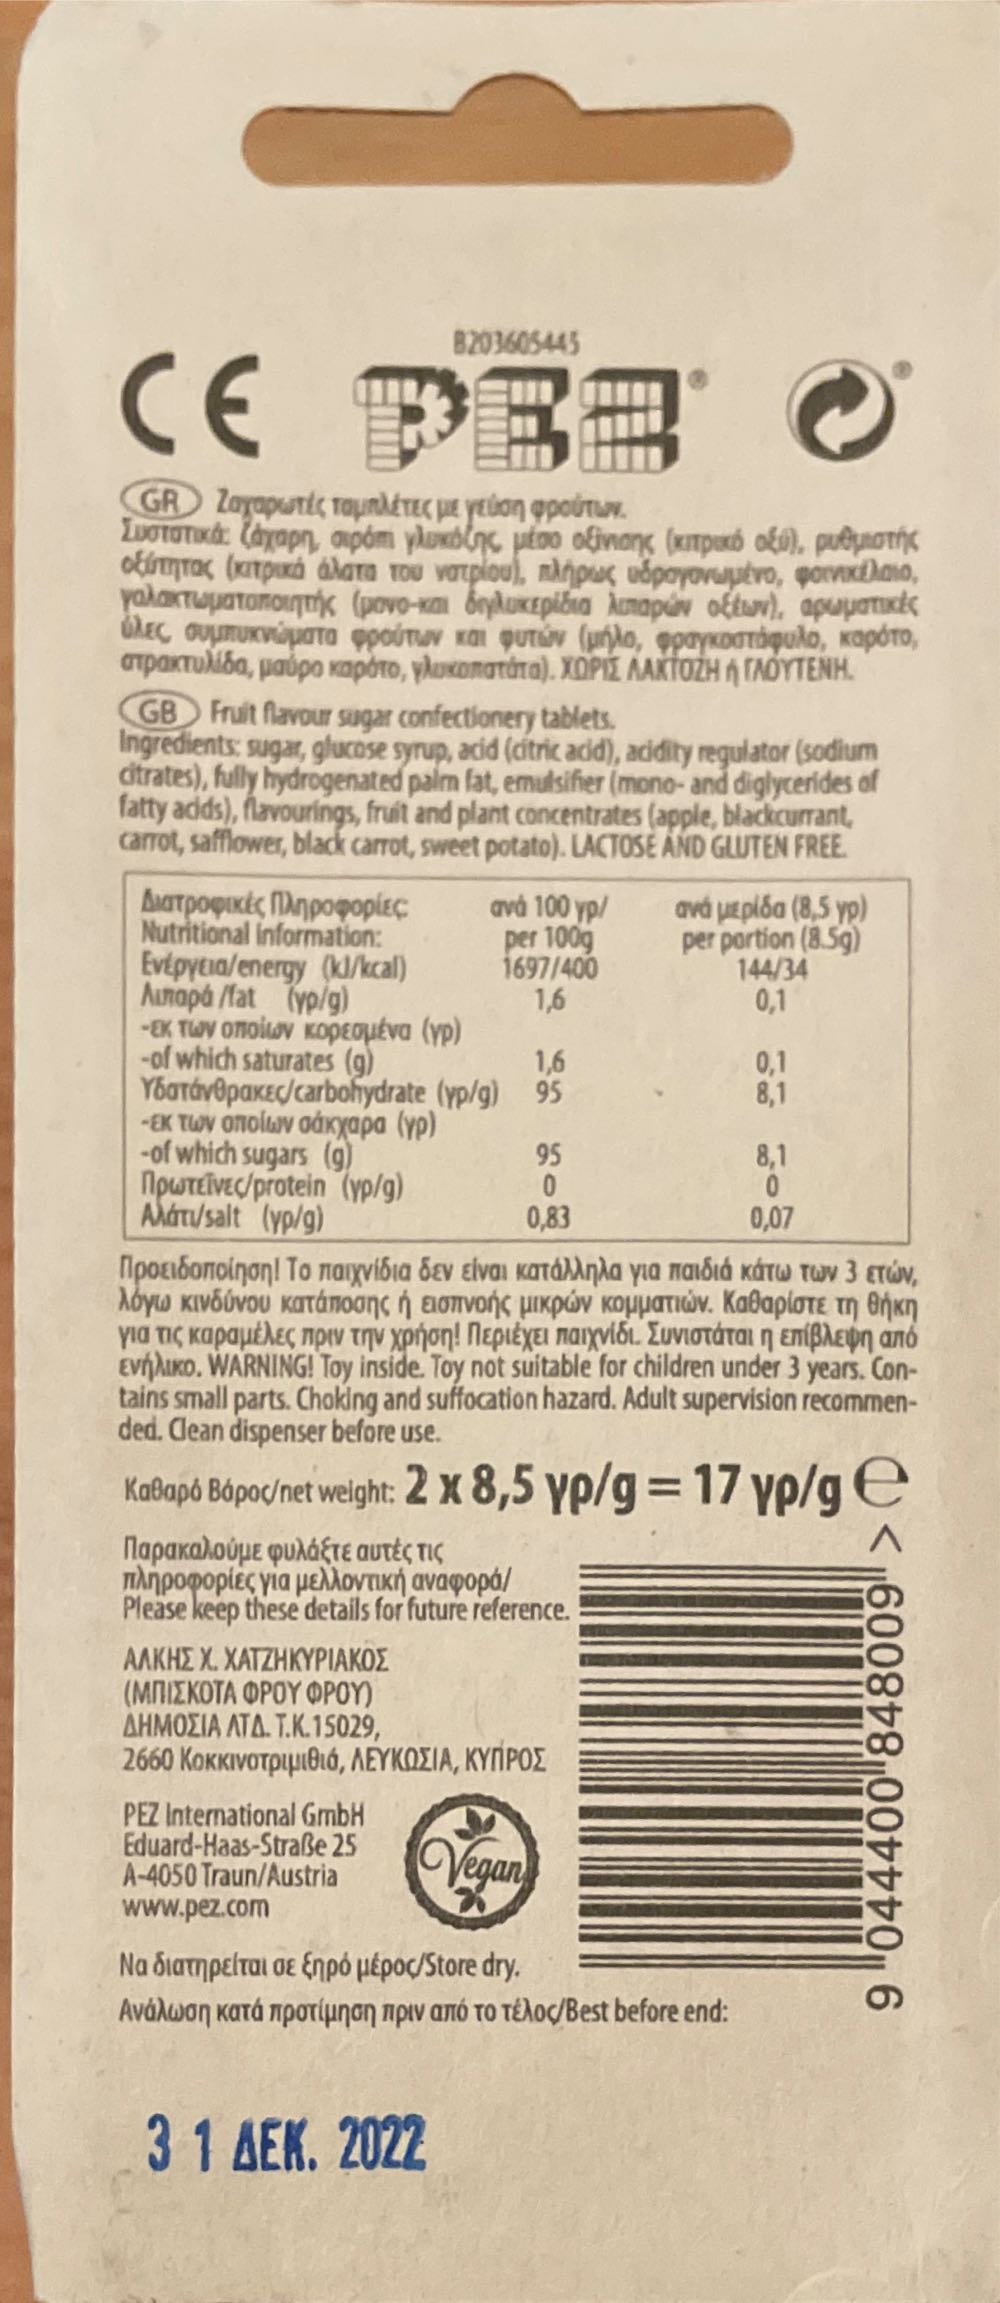 B203605445
CE PEZ® ®
GR Ζαχαρωτές ταμπλέτες με γεύση φρούτων.
Συστατικά: ζάχαρη, σιρόπι γλυκόζης, μέσο οξίνισης (κιτρικό οξύ), ρυθμιστής
οξύτητας (κιτρικά άλατα του νατρίου), πλήρως υδρογονωμένο, φοινικέλαιο,
γαλακτωματοποιητής (μονο-και διγλυκερίδια λιπαρών οξέων), αρωματικές
ύλες, συμπυκνώματα φρούτων και φυτών (μήλο, φραγκοστάφυλο, καρότο,
ατρακτυλίδα, μαύρο καρότο, γλυκοπατάτα). ΧΩΡΙΣ ΛΑΚΤΟΖΗ ή ΓΛΟΥΤΕΝΗ.
GB Fruit flavour sugar confectionery tablets.
Ingredients: sugar, glucose syrup, acid (citric acid), acidity regulator (sodium
citrates), fully hydrogenated palm fat, emulsifier (mono- and diglycerides of
fatty acids), flavourings, fruit and plant concentrates (apple, blackcurrant,
carrot, safflower, black carrot, sweet potato). LACTOSE AND GLUTEN FREE.
Διατροφικές Πληροφορίες: ανά 100 γρ/ ανά μερίδα (8,5 γρ)
Nutritional information: per 100g per portion (8.5g)
Ενέργεια/energy (kJ/kcal) 1697/400 144/34
Λιπαρά /fat (γρ/g) 1,6 0,1
-εκ των οποίων κορεσμένα (γρ)
-of which saturates (g) 1,6 0,1
Υδατάνθρακες/carbohydrate (γρ/g) 95 8,1
-εκ των οποίων σάκχαρα (γρ)
-of which sugars (g) 95 8,1
Πρωτεΐνες/protein (γρ/g) 0 0
Αλάτι/salt (γρ/g) 0,83 0,07
Προειδοποίηση! Το παιχνίδια δεν είναι κατάλληλα για παιδιά κάτω των 3 ετών,
λόγω κινδύνου κατάποσης ή εισπνοής μικρών κομματιών. Καθαρίστε τη θήκη
για τις καραμέλες πριν την χρήση! Περιέχει παιχνίδι. Συνιστάται η επίβλεψη από
ενήλικο. WARNING! Toy inside. Toy not suitable for children under 3 years. Con-
tains small parts. Choking and suffocation hazard. Adult supervision recommen-
ded. Clean dispenser before use.
Καθαρό Βάρος/net weight: 2 x 8,5 γρ/g = 17 γρ/g ℮
Παρακαλούμε φυλάξτε αυτές τις
πληροφορίες για μελλοντική αναφορά/
Please keep these details for future reference.
ΑΛΚΗΣ Χ. ΧΑΤΖΗΚΥΡΙΑΚΟΣ
(ΜΠΙΣΚΟΤΑ ΦΡΟΥ ΦΡΟΥ)
ΔΗΜΟΣΙΑ ΛΤΔ. Τ.Κ.15029,
2660 Κοκκινοτριμιθιά, ΛΕΥΚΩΣΙΑ, ΚΥΠΡΟΣ
PEZ International GmbH
Eduard-Haas-Straße 25
A-4050 Traun/Austria
www.pez.com
Vegan
9 044400 848009 >
Να διατηρείται σε ξηρό μέρος/Store dry.
Ανάλωση κατά προτίμηση πριν από το τέλος/Best before end:
31 ΔΕΚ. 2022